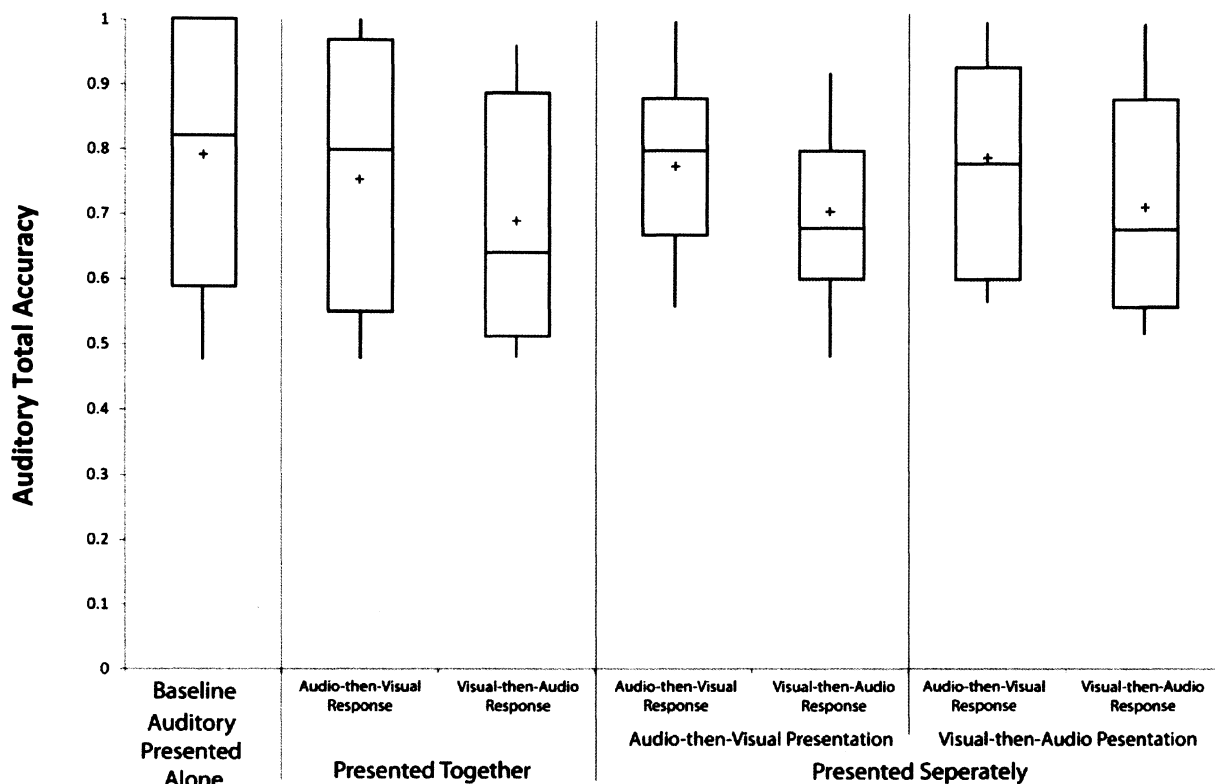 Auditory Total Accuracy
1
0.9
0.8
0.7
0.6
0.5
0.4
0.3
0.2
0.1
0
Baseline
Auditory
Presented
Alone
Audio-then-Visual
Response
Visual-then-Audio
Response
Presented Together
Audio-then-Visual
Response
Visual-then-Audio
Response
Audio-then-Visual Presentation
Audio-then-Visual
Response
Visual-then-Audio
Response
Visual-then-Audio Pesentation
Presented Seperately